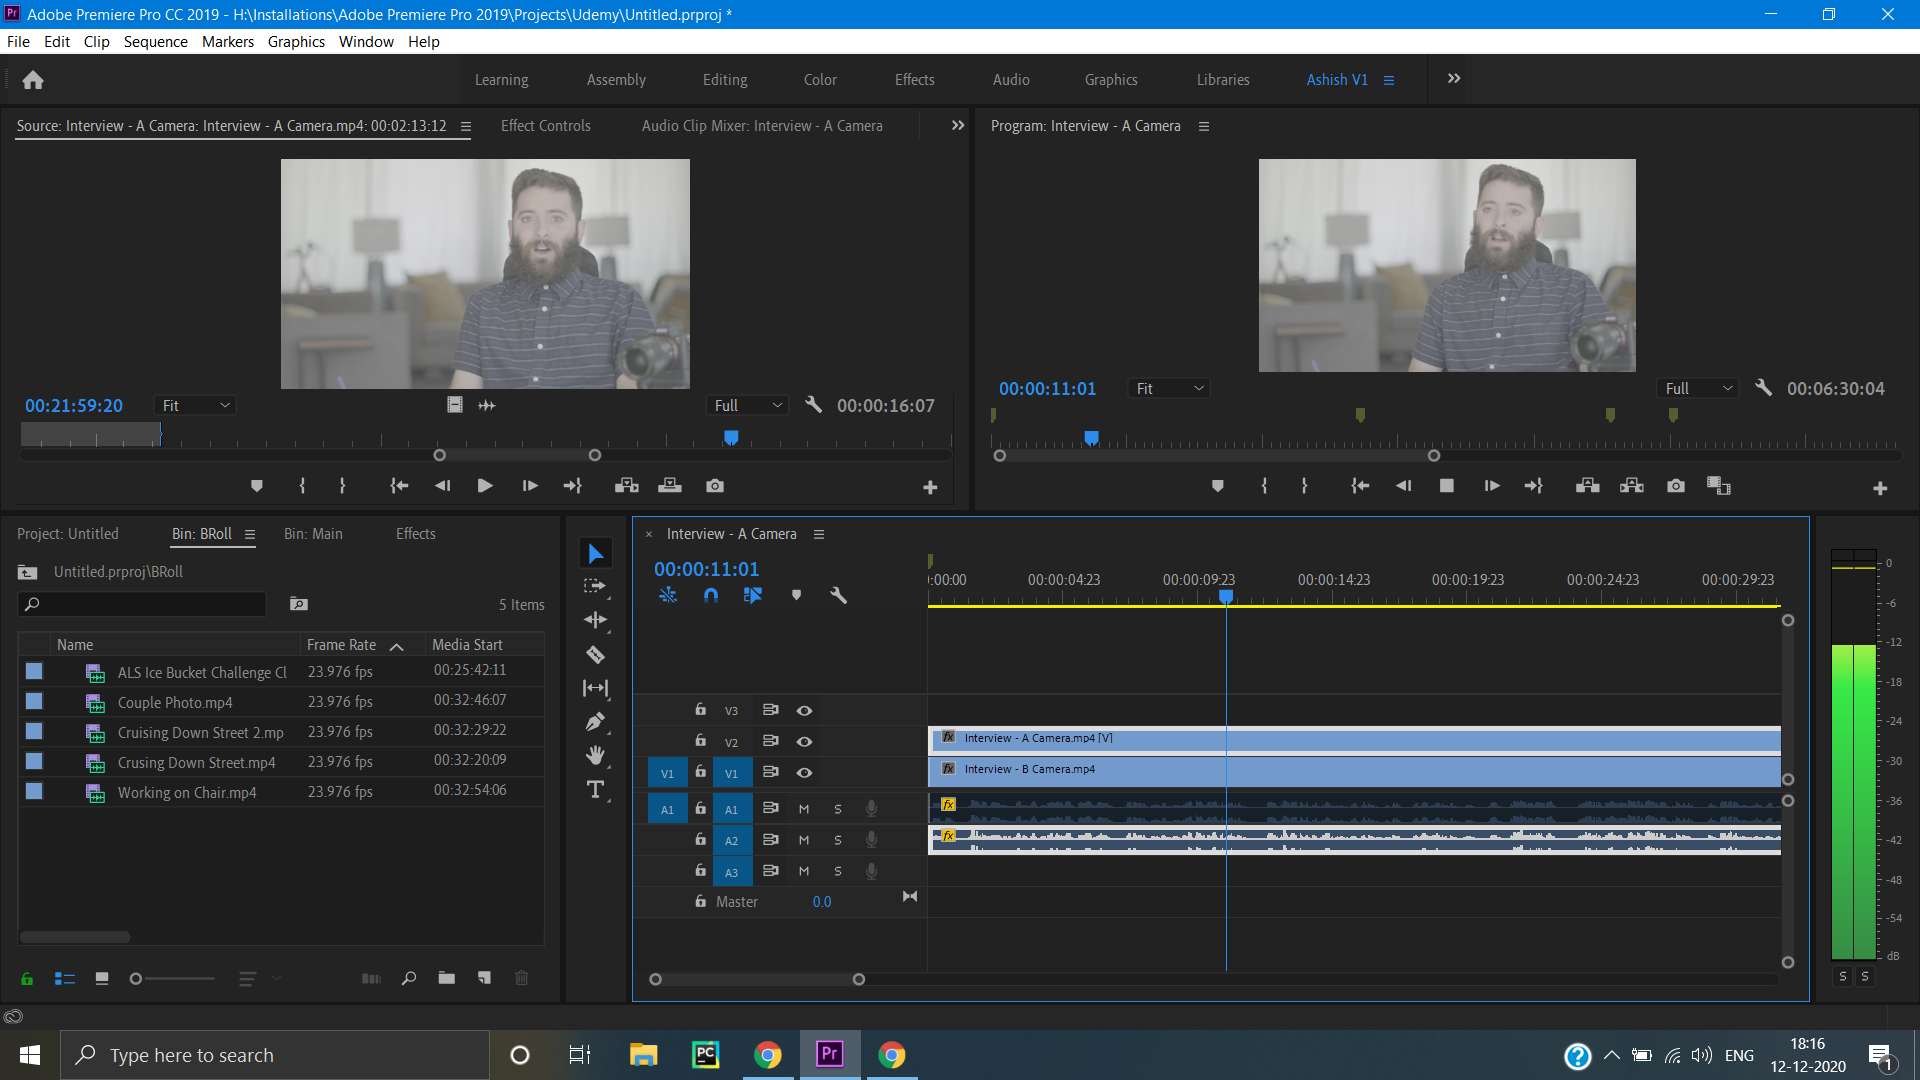 Pr Adobe Premiere Pro CC 2019 - H:\Installations\Adobe Premiere Pro 2019\Projects\Udemy\Untitled.prproj *
File Edit Clip Sequence Markers Graphics Window Help
Learning Assembly Editing Color Effects Audio Graphics Libraries Ashish V1
Source: Interview - A Camera: Interview - A Camera.mp4: 00:02:13:12 Effect Controls Audio Clip Mixer: Interview - A Camera
Program: Interview - A Camera
00:21:59:20 Fit Full 00:00:16:07
00:00:11:01 Fit Full 00:06:30:04
Project: Untitled Bin: BRoll Bin: Main Effects
Untitled.prproj\BRoll
5 Items
Name Frame Rate Media Start
ALS Ice Bucket Challenge Cl 23.976 fps 00:25:42:11
Couple Photo.mp4 23.976 fps 00:32:46:07
Cruising Down Street 2.mp 23.976 fps 00:32:29:22
Crusing Down Street.mp4 23.976 fps 00:32:20:09
Working on Chair.mp4 23.976 fps 00:32:54:06
× Interview - A Camera
00:00:11:01
:00:00 00:00:04:23 00:00:09:23 00:00:14:23 00:00:19:23 00:00:24:23 00:00:29:23
V3
V2 fx Interview - A Camera.mp4 [V]
V1 V1 fx Interview - B Camera.mp4
A1 A1 M S fx
A2 M S fx
A3 M S
Master 0.0
0
-6
-12
-18
-24
-30
-36
-42
-48
-54
dB
S S
Type here to search
PC
Pr
ENG
18:16
12-12-2020
1